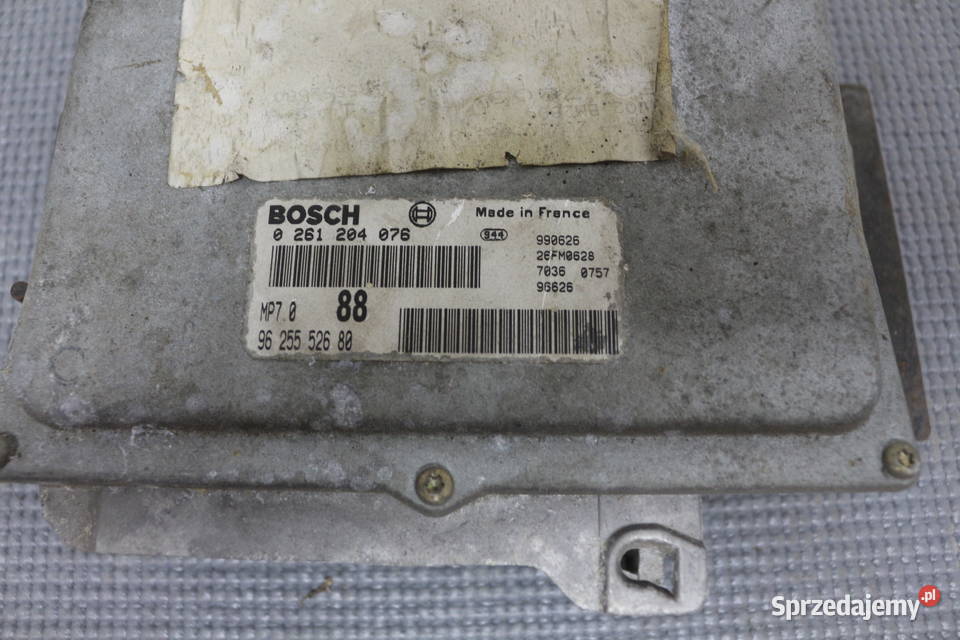 BOSCH
Made in France
0 261 204 076
944
990626
26FM0628
7036 0757
96626
MP7.0
88
96 255 526 80
Sprzedajemy.pl